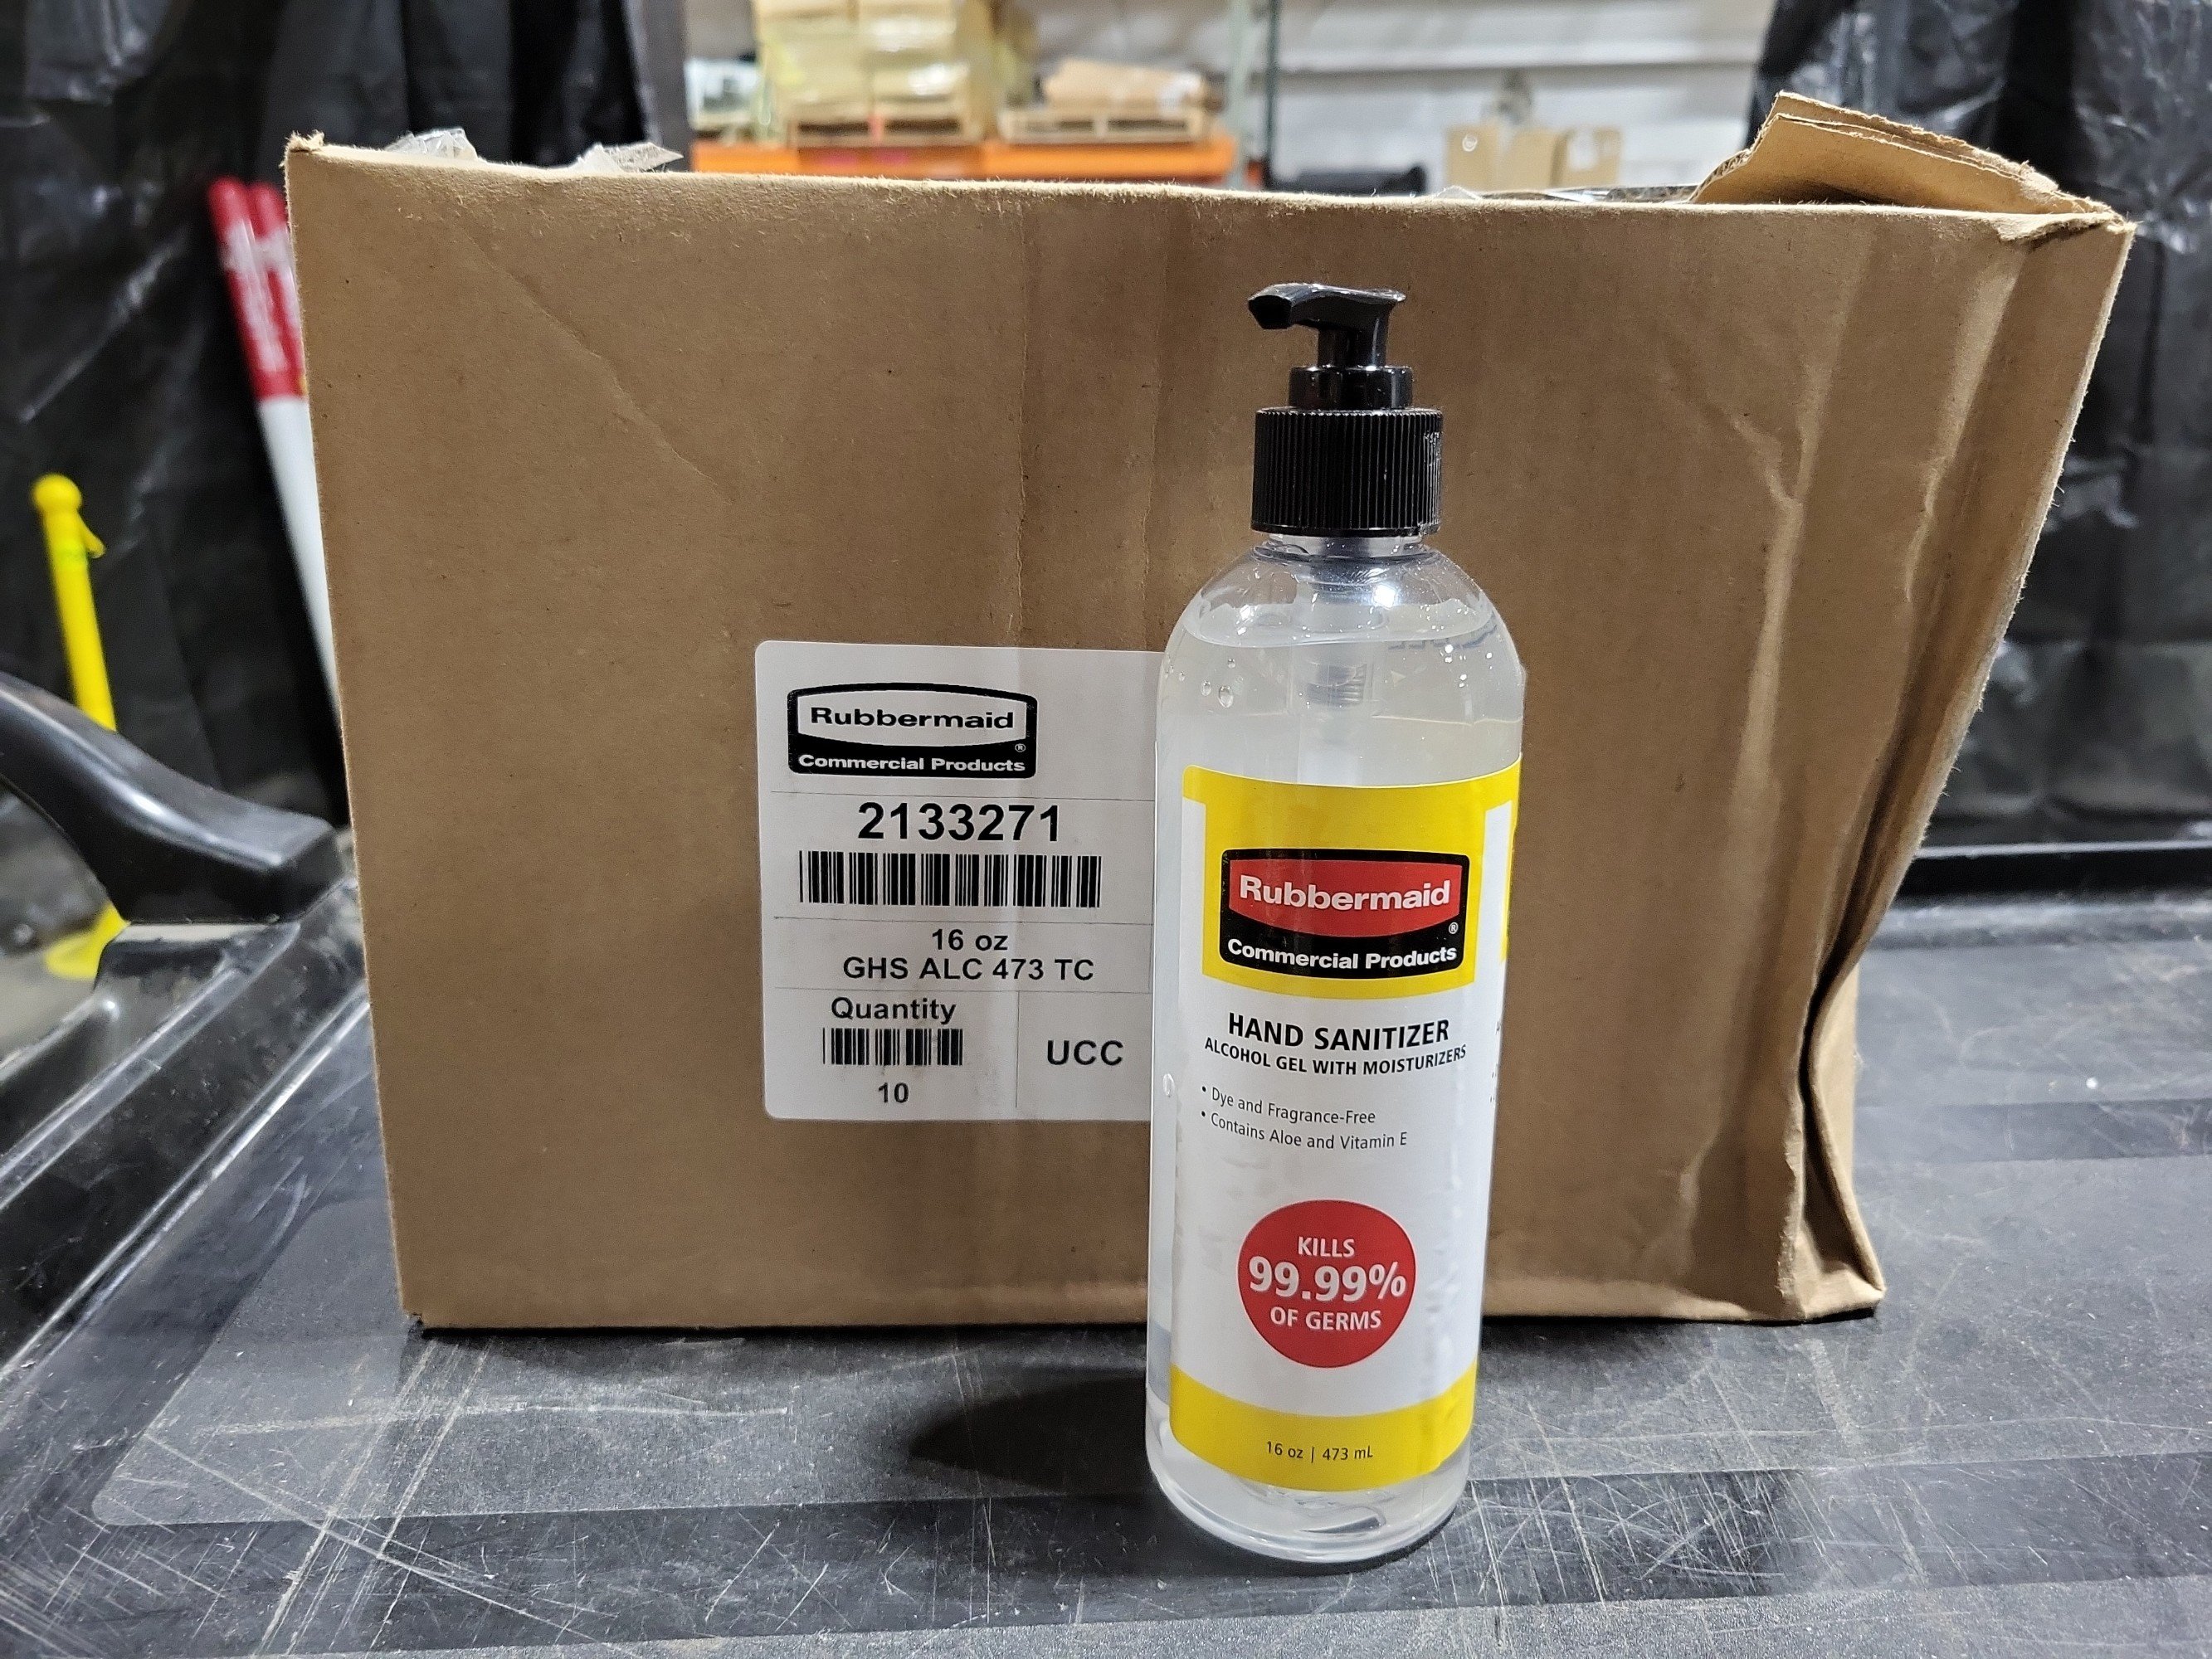 Rubbermaid
®
Commercial Products
2133271
16 oz
GHS ALC 473 TC
Quantity
10
UCC
Rubbermaid
®
Commercial Products
HAND SANITIZER
ALCOHOL GEL WITH MOISTURIZERS
• Dye and Fragrance-Free
• Contains Aloe and Vitamin E
KILLS
99.99%
OF GERMS
16 oz | 473 mL